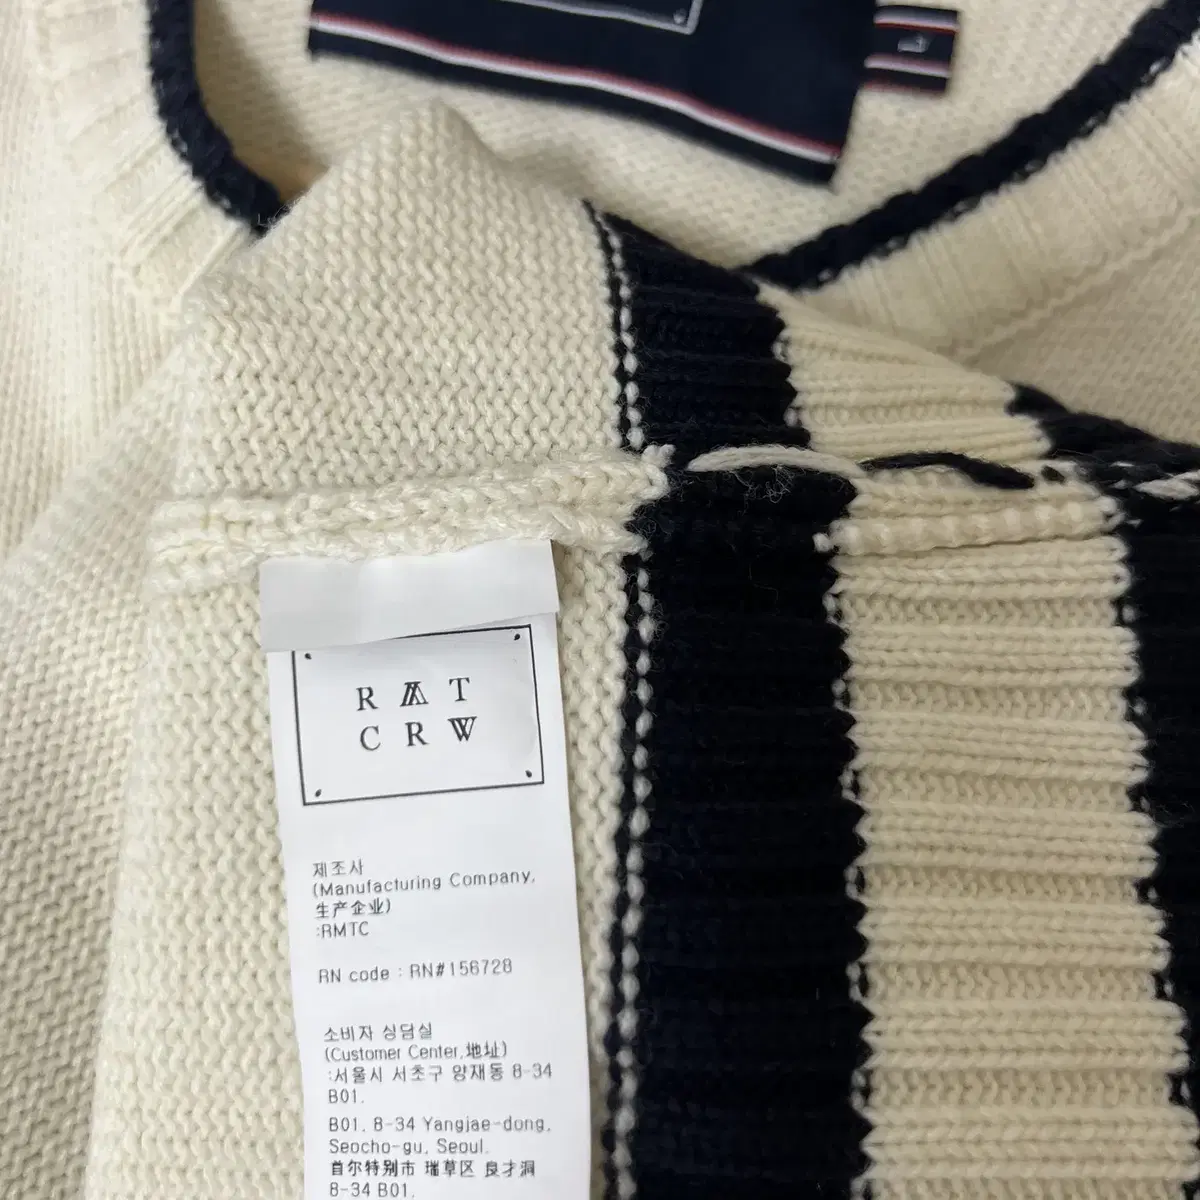 L
R M T
C R W
제조사
(Manufacturing Company,
生产企业)
:RMTC
RN code : RN#156728
소비자 상담실
(Customer Center,地址)
:서울시 서초구 양재동 8-34
B01.
B01, 8-34 Yangjae-dong,
Seocho-gu, Seoul.
首尔特别市 瑞草区 良才洞
8-34 B01.